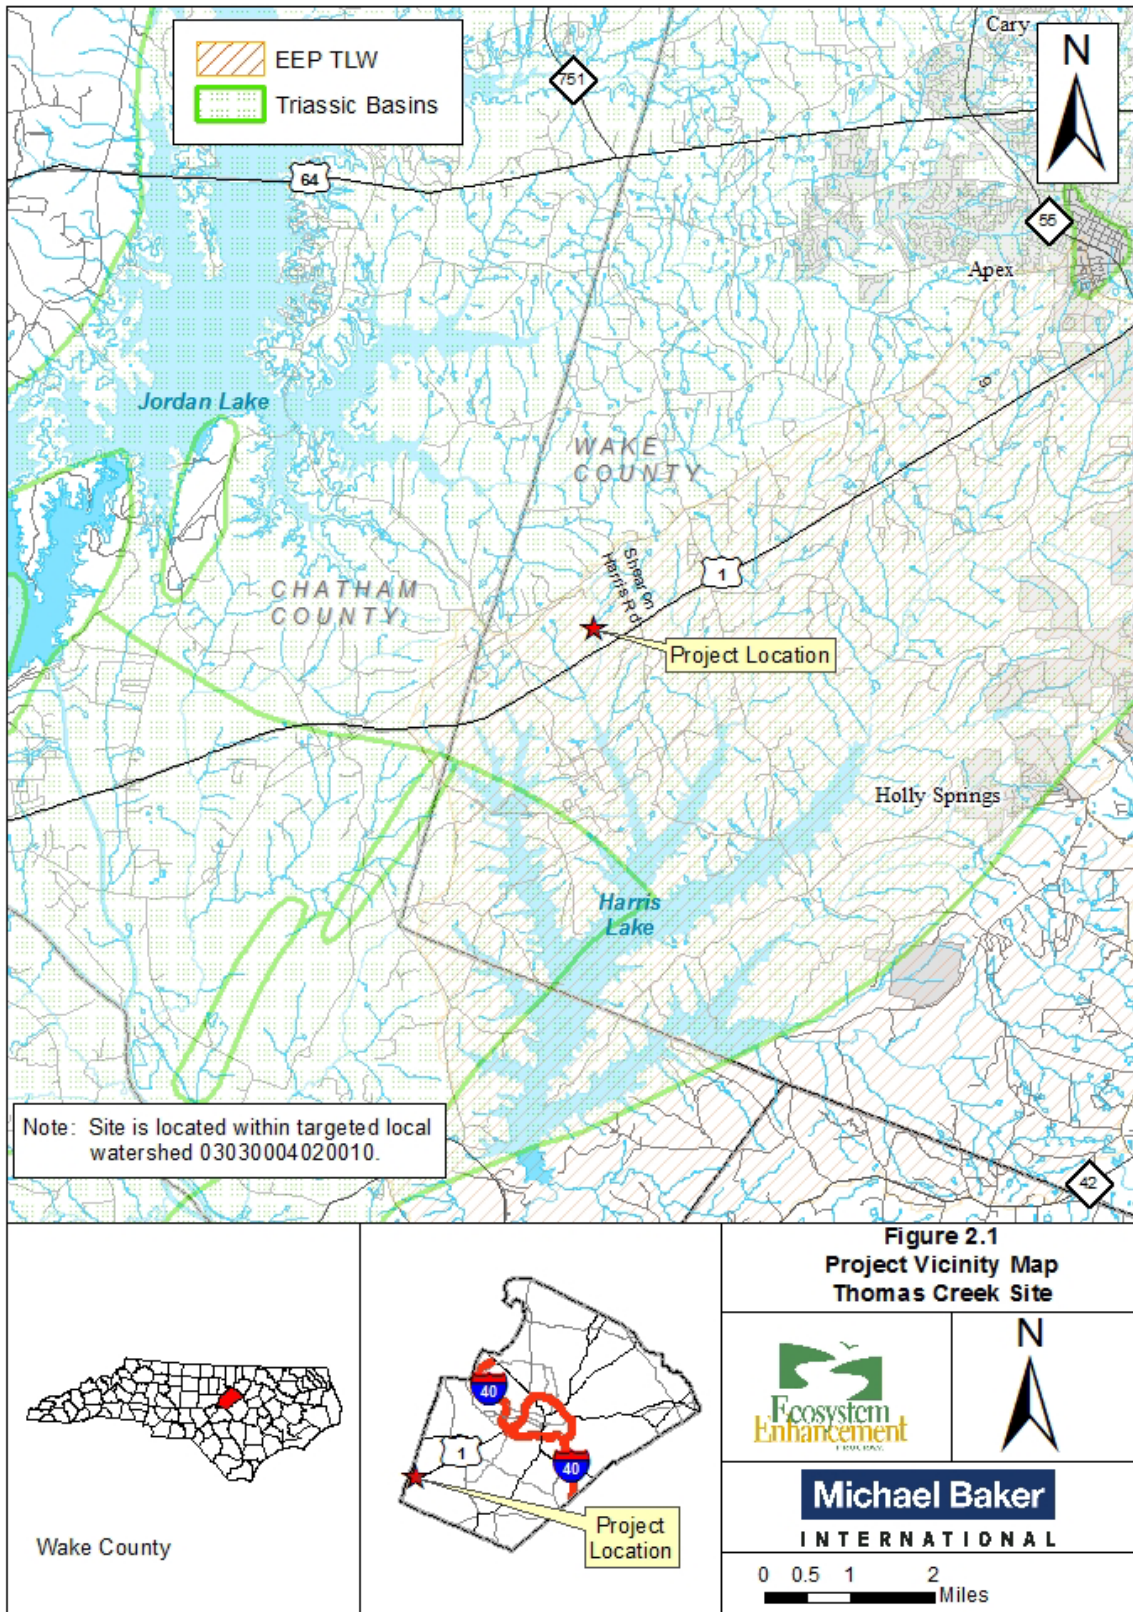 Cary
N
EEP TLW
Triassic Basins
751
64
55
Apex
Jordan Lake
WAKE
COUNTY
Shearon
Harris Rd
1
CHATHAM
COUNTY
Project Location
Holly Springs
Harris
Lake
Note: Site is located within targeted local
watershed 03030004020010.
42
Wake County
40
1
40
Project
Location
Figure 2.1
Project Vicinity Map
Thomas Creek Site
Ecosystem
Enhancement
PROGRAM
N
Michael Baker
INTERNATIONAL
0 0.5 1 2
Miles